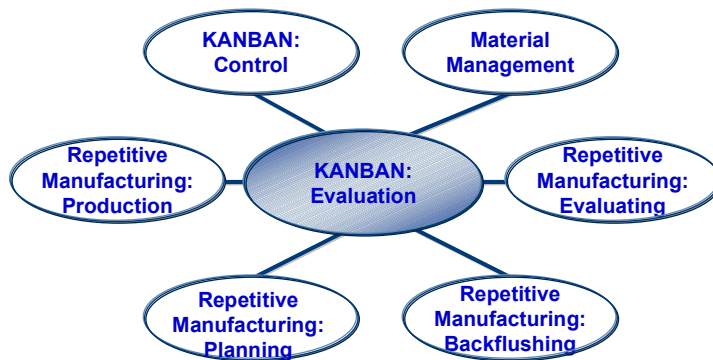 KANBAN:
Control
Material
Management
Repetitive
Manufacturing:
Production
KANBAN:
Evaluation
Repetitive
Manufacturing:
Evaluating
Repetitive
Manufacturing:
Planning
Repetitive
Manufacturing:
Backflushing